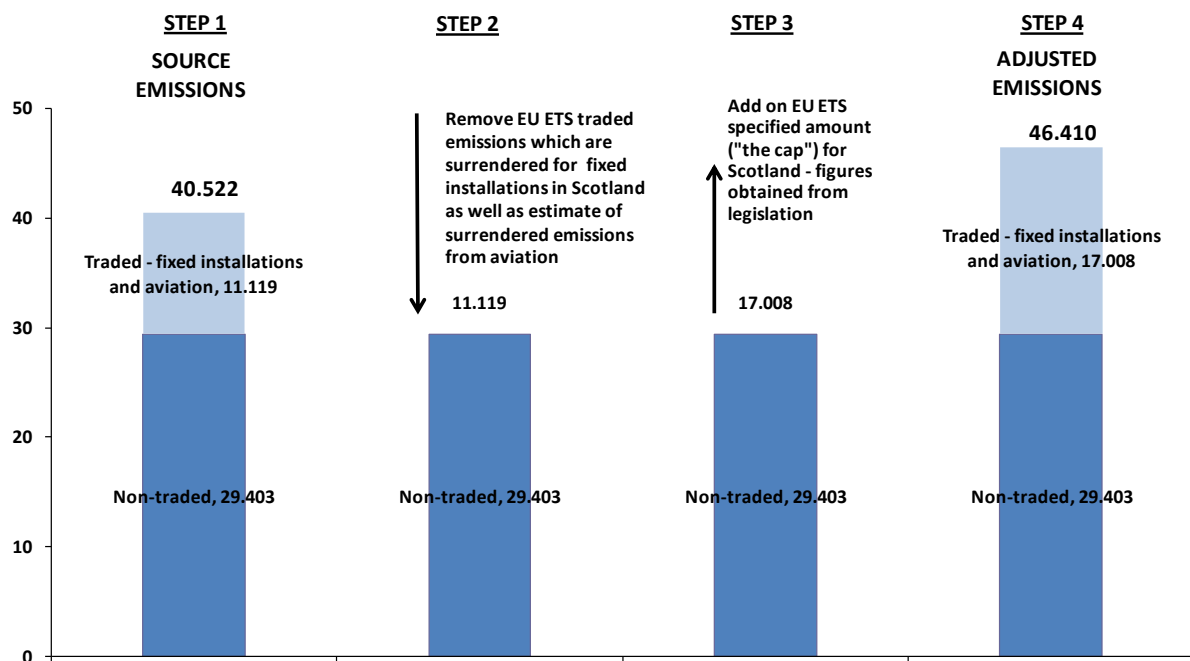 STEP 1
SOURCE
EMISSIONS
STEP 2
STEP 3
STEP 4
ADJUSTED
EMISSIONS
50
40
30
20
10
0
40.522
Traded - fixed installations
and aviation, 11.119
Non-traded, 29.403
Remove EU ETS traded
emissions which are
surrendered for fixed
installations in Scotland
as well as estimate of
surrendered emissions
from aviation
11.119
Non-traded, 29.403
Add on EU ETS
specified amount
("the cap") for
Scotland - figures
obtained from
legislation
17.008
Non-traded, 29.403
46.410
Traded - fixed installations
and aviation, 17.008
Non-traded, 29.403